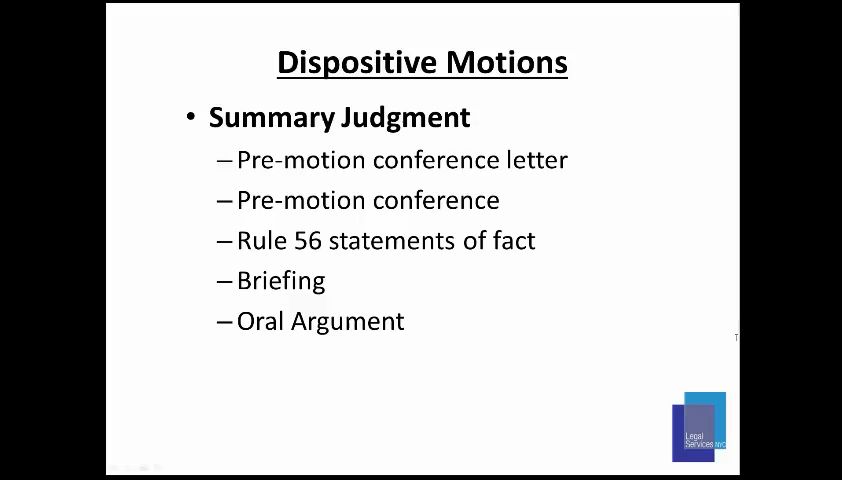 Dispositive Motions
• Summary Judgment
– Pre-motion conference letter
– Pre-motion conference
– Rule 56 statements of fact
– Briefing
– Oral Argument
T
Legal
Services NYC